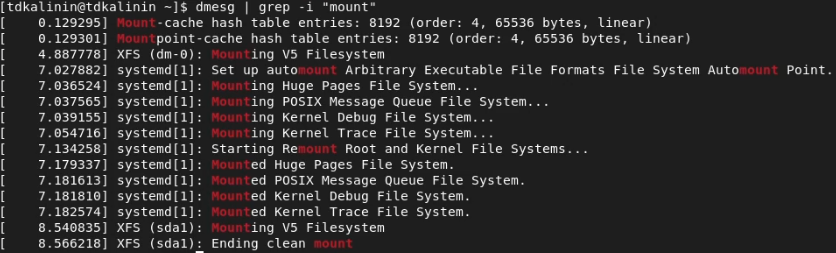 [tdkalinin@tdkalinin ~]$ dmesg | grep -i "mount"
[    0.129295] Mount-cache hash table entries: 8192 (order: 4, 65536 bytes, linear)
[    0.129301] Mountpoint-cache hash table entries: 8192 (order: 4, 65536 bytes, linear)
[    4.887778] XFS (dm-0): Mounting V5 Filesystem
[    7.027882] systemd[1]: Set up automount Arbitrary Executable File Formats File System Automount Point.
[    7.036524] systemd[1]: Mounting Huge Pages File System...
[    7.037565] systemd[1]: Mounting POSIX Message Queue File System...
[    7.039155] systemd[1]: Mounting Kernel Debug File System...
[    7.054716] systemd[1]: Mounting Kernel Trace File System...
[    7.134258] systemd[1]: Starting Remount Root and Kernel File Systems...
[    7.179337] systemd[1]: Mounted Huge Pages File System.
[    7.181613] systemd[1]: Mounted POSIX Message Queue File System.
[    7.181810] systemd[1]: Mounted Kernel Debug File System.
[    7.182574] systemd[1]: Mounted Kernel Trace File System.
[    8.540835] XFS (sda1): Mounting V5 Filesystem
[    8.566218] XFS (sda1): Ending clean mount